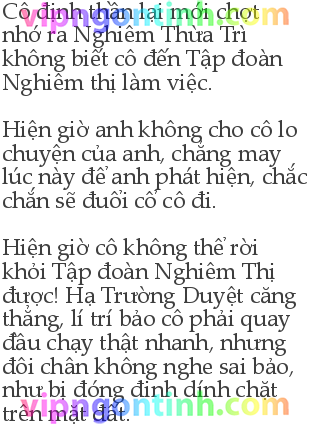 Cô định thần lại mới chợt
nhớ ra Nghiêm Thừa Trì
không biết cô đến Tập đoàn
Nghiêm thị làm việc.
Hiện giờ anh không cho cô lo
chuyện của anh, chẳng may
lúc này để anh phát hiện, chắc
chắn sẽ đuổi cổ cô đi.
Hiện giờ cô không thể rời
khỏi Tập đoàn Nghiêm Thị
được! Hạ Trường Duyệt căng
thẳng, lí trí bảo cô phải quay
đầu chạy thật nhanh, nhưng
đôi chân không nghe sai bảo,
như bị đóng đinh dính chặt
trên mặt đất.
vipngontinh.com
vipngontinh.com